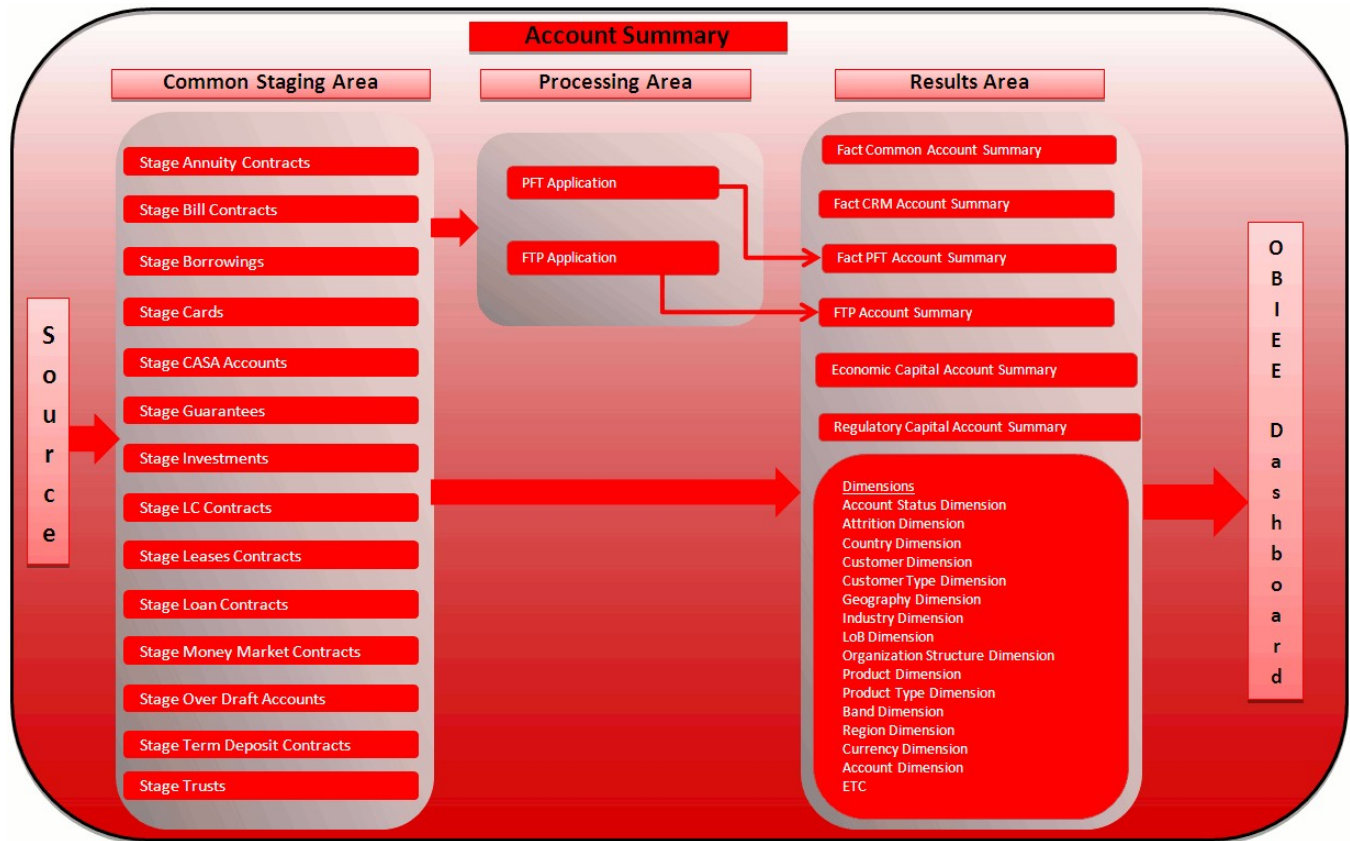 Account Summary
Common Staging Area
Processing Area
Results Area
Source
Stage Annuity Contracts
Stage Bill Contracts
Stage Borrowings
Stage Cards
Stage CASA Accounts
Stage Guarantees
Stage Investments
Stage LC Contracts
Stage Leases Contracts
Stage Loan Contracts
Stage Money Market Contracts
Stage Over Draft Accounts
Stage Term Deposit Contracts
Stage Trusts
PFT Application
FTP Application
Fact Common Account Summary
Fact CRM Account Summary
Fact PFT Account Summary
FTP Account Summary
Economic Capital Account Summary
Regulatory Capital Account Summary
Dimensions
Account Status Dimension
Attrition Dimension
Country Dimension
Customer Dimension
Customer Type Dimension
Geography Dimension
Industry Dimension
LoB Dimension
Organization Structure Dimension
Product Dimension
Product Type Dimension
Band Dimension
Region Dimension
Currency Dimension
Account Dimension
ETC
OBIEE Dashboard